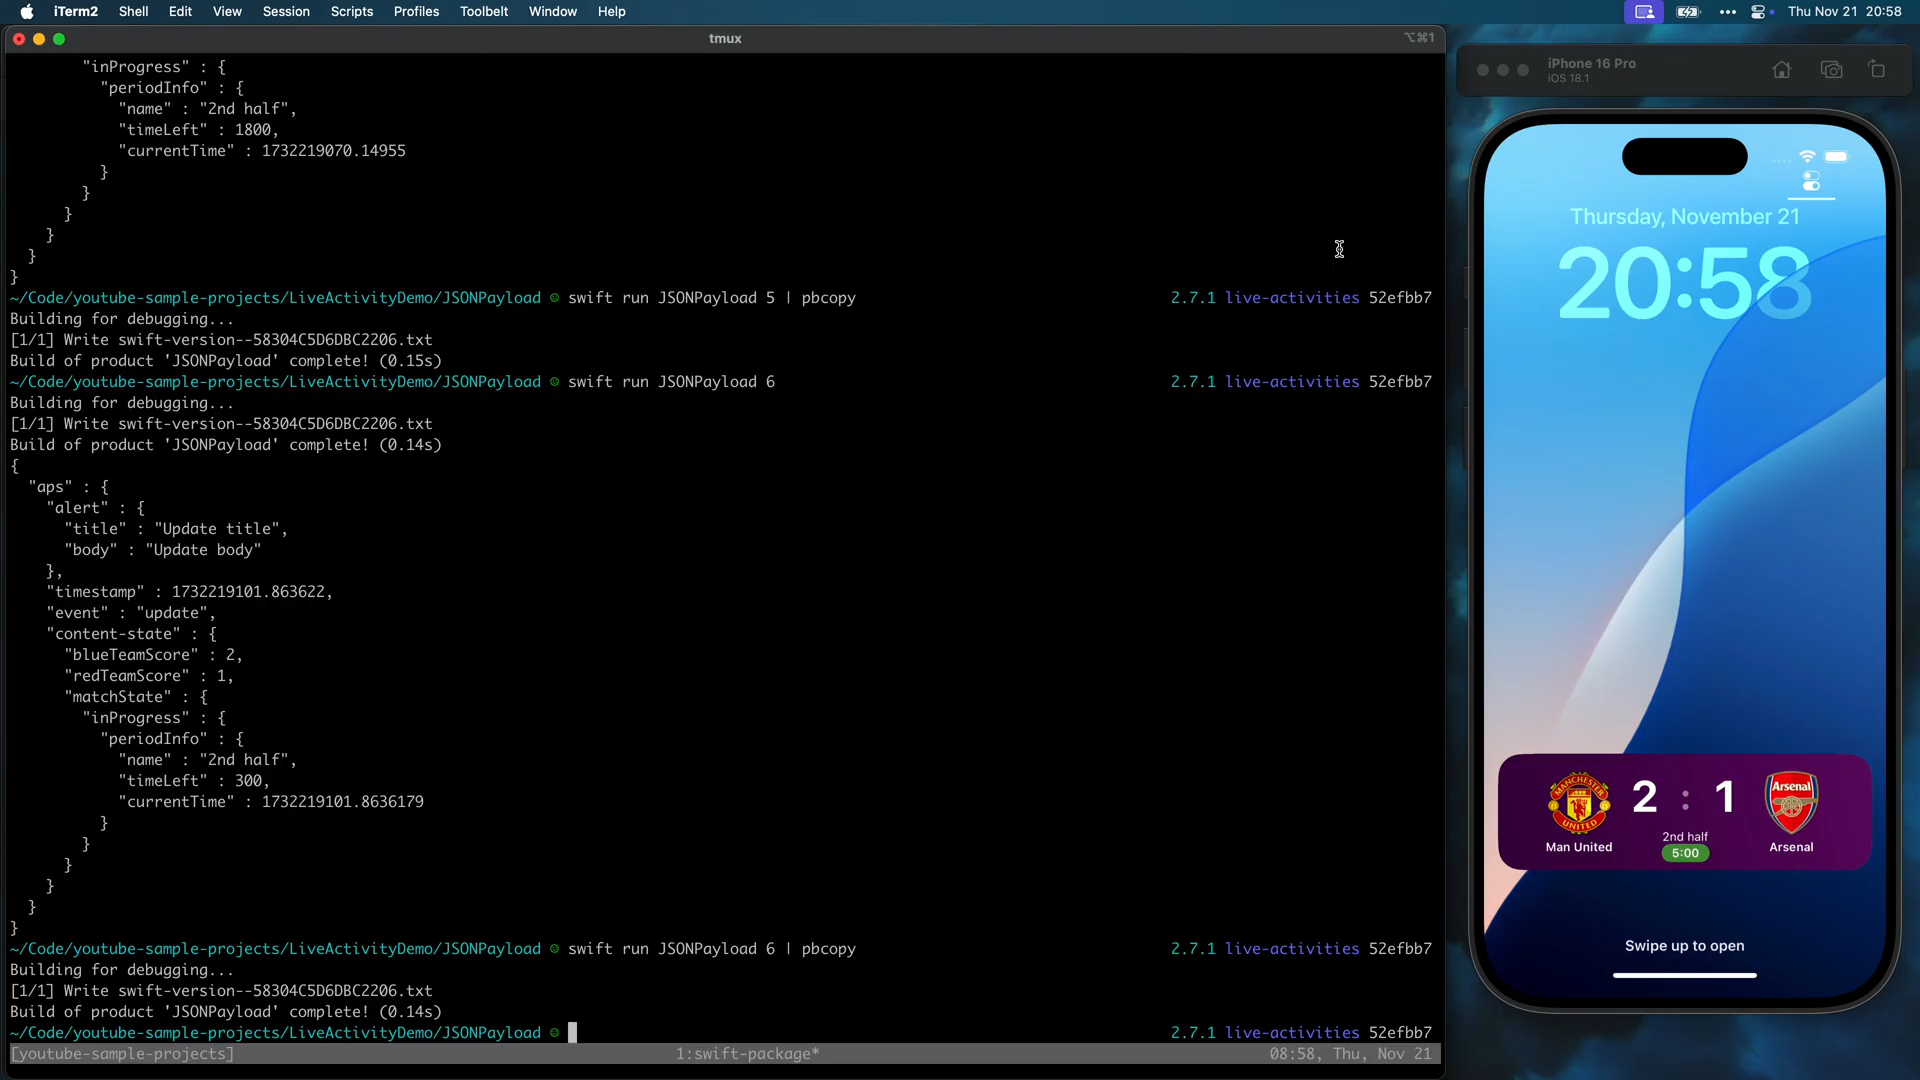 iTerm2 Shell Edit View Session Scripts Profiles Toolbelt Window Help Thu Nov 21 20:58
tmux ⌥⌘1
"inProgress" : {
"periodInfo" : {
"name" : "2nd half",
"timeLeft" : 1800,
"currentTime" : 1732219070.14955
}
}
}
}
}
}
~/Code/youtube-sample-projects/LiveActivityDemo/JSONPayload ☺ swift run JSONPayload 5 | pbcopy 2.7.1 live-activities 52efbb7
Building for debugging...
[1/1] Write swift-version--58304C5D6DBC2206.txt
Build of product 'JSONPayload' complete! (0.15s)
~/Code/youtube-sample-projects/LiveActivityDemo/JSONPayload ☺ swift run JSONPayload 6 2.7.1 live-activities 52efbb7
Building for debugging...
[1/1] Write swift-version--58304C5D6DBC2206.txt
Build of product 'JSONPayload' complete! (0.14s)
{
"aps" : {
"alert" : {
"title" : "Update title",
"body" : "Update body"
},
"timestamp" : 1732219101.863622,
"event" : "update",
"content-state" : {
"blueTeamScore" : 2,
"redTeamScore" : 1,
"matchState" : {
"inProgress" : {
"periodInfo" : {
"name" : "2nd half",
"timeLeft" : 300,
"currentTime" : 1732219101.8636179
}
}
}
}
}
}
~/Code/youtube-sample-projects/LiveActivityDemo/JSONPayload ☺ swift run JSONPayload 6 | pbcopy 2.7.1 live-activities 52efbb7
Building for debugging...
[1/1] Write swift-version--58304C5D6DBC2206.txt
Build of product 'JSONPayload' complete! (0.14s)
~/Code/youtube-sample-projects/LiveActivityDemo/JSONPayload ☺ 2.7.1 live-activities 52efbb7
[youtube-sample-projects] 1:swift-package* 08:58, Thu, Nov 21
iPhone 16 Pro
iOS 18.1
Thursday, November 21
20:58
MANCHESTER
UNITED
Man United
2 : 1
2nd half
5:00
Arsenal
Arsenal
Swipe up to open